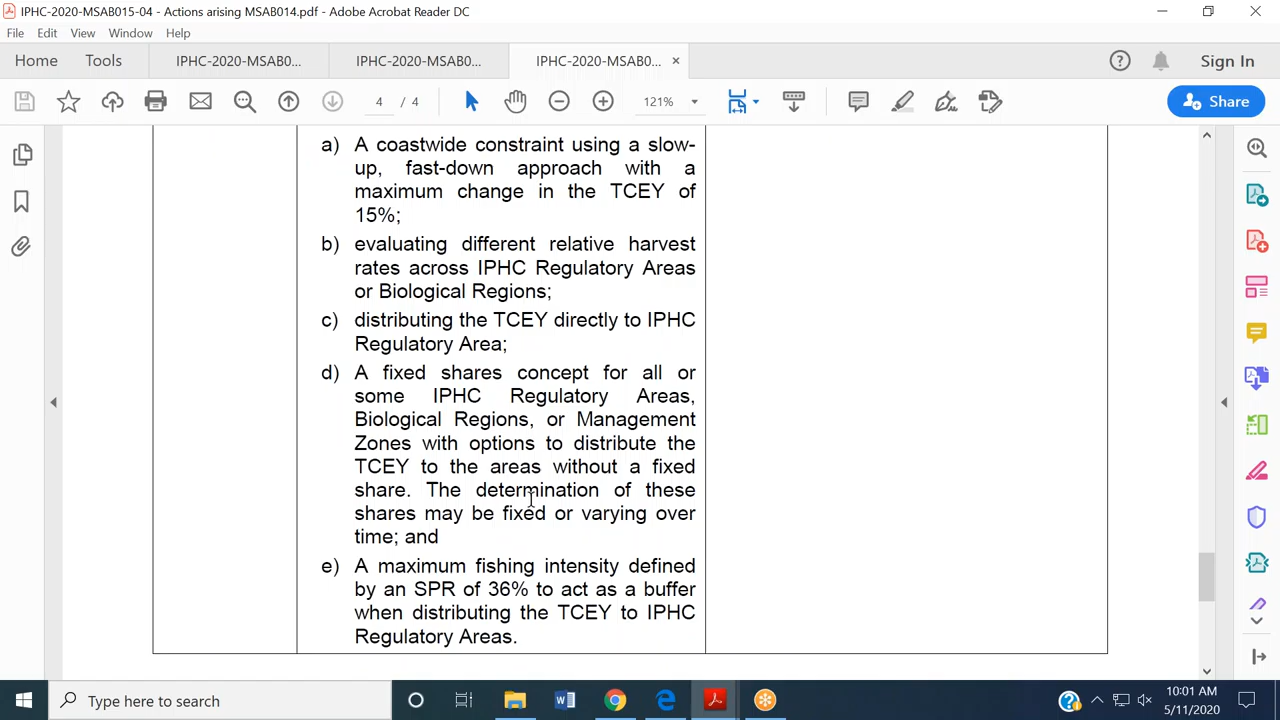 IPHC-2020-MSAB015-04 - Actions arising MSAB014.pdf - Adobe Acrobat Reader DC
File Edit View Window Help
Home Tools IPHC-2020-MSAB0... IPHC-2020-MSAB0... IPHC-2020-MSAB0... × Sign In
4 / 4 121% Share
a) A coastwide constraint using a slow-
up, fast-down approach with a
maximum change in the TCEY of
15%;
b) evaluating different relative harvest
rates across IPHC Regulatory Areas
or Biological Regions;
c) distributing the TCEY directly to IPHC
Regulatory Area;
d) A fixed shares concept for all or
some IPHC Regulatory Areas,
Biological Regions, or Management
Zones with options to distribute the
TCEY to the areas without a fixed
share. The determination of these
shares may be fixed or varying over
time; and
e) A maximum fishing intensity defined
by an SPR of 36% to act as a buffer
when distributing the TCEY to IPHC
Regulatory Areas.
Type here to search
10:01 AM
5/11/2020